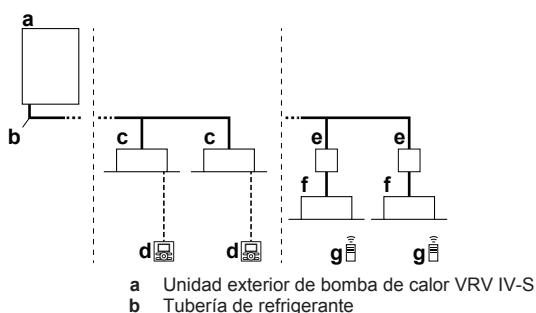 a
b
c c e e
f f
d d g g
a Unidad exterior de bomba de calor VRV IV-S
b Tubería de refrigerante